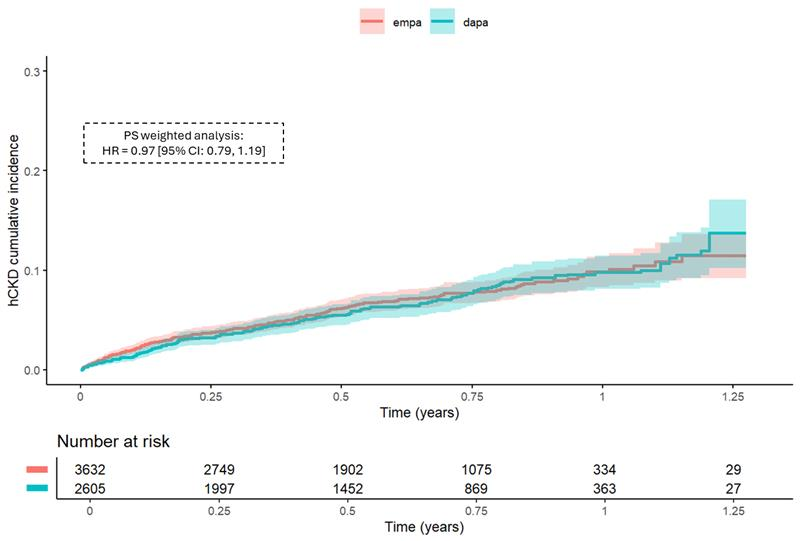 empa dapa
0.3
PS weighted analysis:
HR = 0.97 [95% CI: 0.79, 1.19]
0.2
hCKD cumulative incidence
0.1
0.0
0 0.25 0.5 0.75 1 1.25
Time (years)
Number at risk
3632 2749 1902 1075 334 29
2605 1997 1452 869 363 27
0 0.25 0.5 0.75 1 1.25
Time (years)